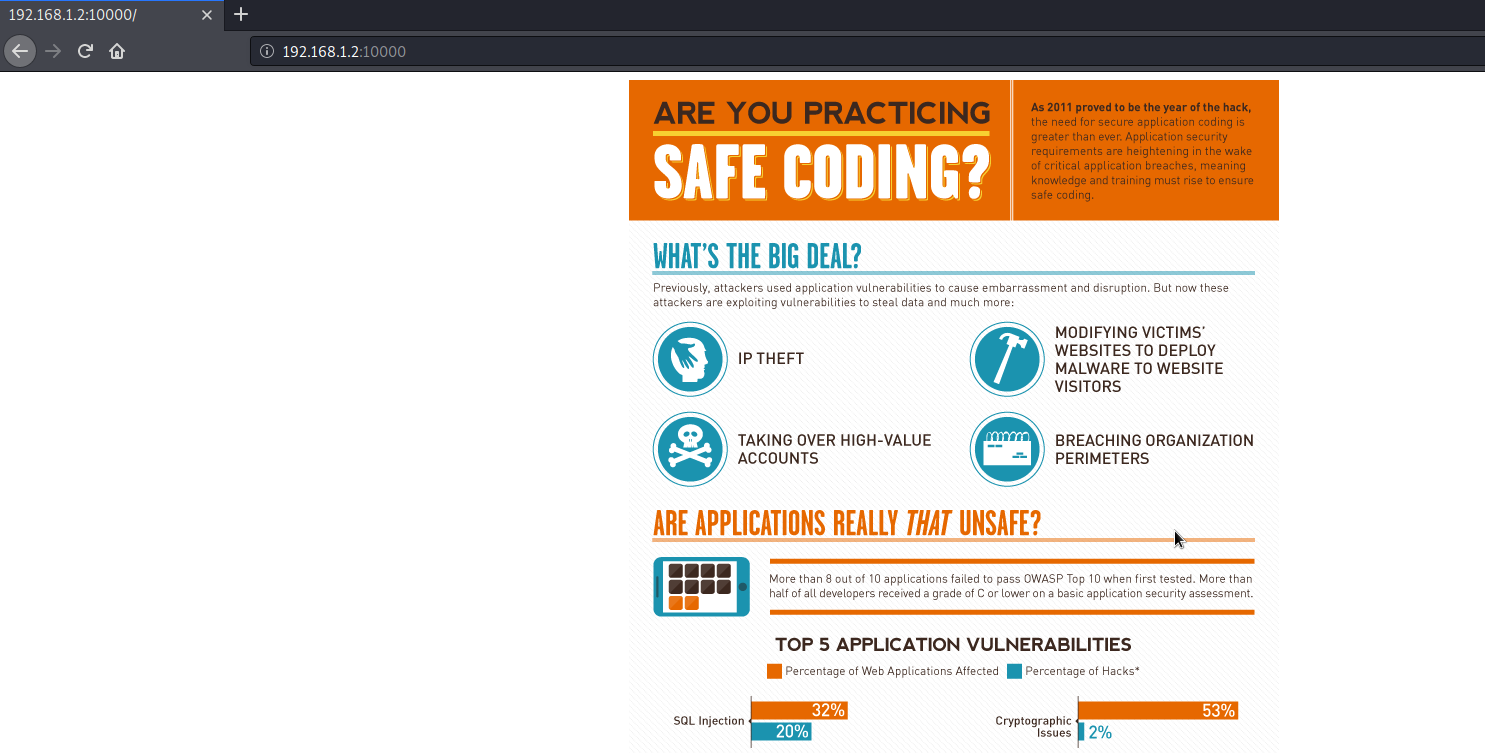 192.168.1.2:10000/
192.168.1.2:10000
ARE YOU PRACTICING
SAFE CODING?
As 2011 proved to be the year of the hack,
the need for secure application coding is
greater than ever. Application security
requirements are heightening in the wake
of critical application breaches, meaning
knowledge and training must rise to ensure
safe coding.
WHAT'S THE BIG DEAL?
Previously, attackers used application vulnerabilities to cause embarrassment and disruption. But now these
attackers are exploiting vulnerabilities to steal data and much more:
IP THEFT
MODIFYING VICTIMS'
WEBSITES TO DEPLOY
MALWARE TO WEBSITE
VISITORS
TAKING OVER HIGH-VALUE
ACCOUNTS
BREACHING ORGANIZATION
PERIMETERS
ARE APPLICATIONS REALLY THAT UNSAFE?
More than 8 out of 10 applications failed to pass OWASP Top 10 when first tested. More than
half of all developers received a grade of C or lower on a basic application security assessment.
TOP 5 APPLICATION VULNERABILITIES
Percentage of Web Applications Affected
Percentage of Hacks*
SQL Injection
32%
20%
Cryptographic
Issues
53%
2%